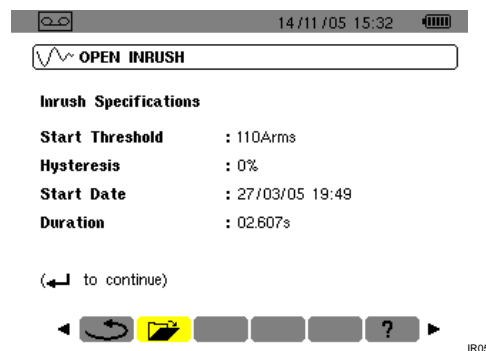 14/11/05 15:32
OPEN INRUSH
Inrush Specifications
Start Threshold : 110Arms
Hysteresis : 0%
Start Date : 27/03/05 19:49
Duration : 02.607s
(↵ to continue)
?